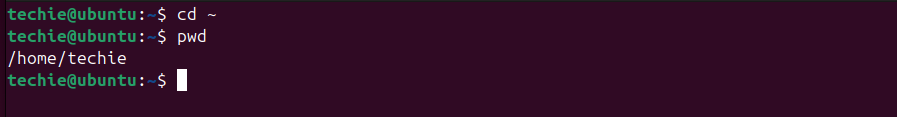 techie@ubuntu:~$ cd ~
techie@ubuntu:~$ pwd
/home/techie
techie@ubuntu:~$